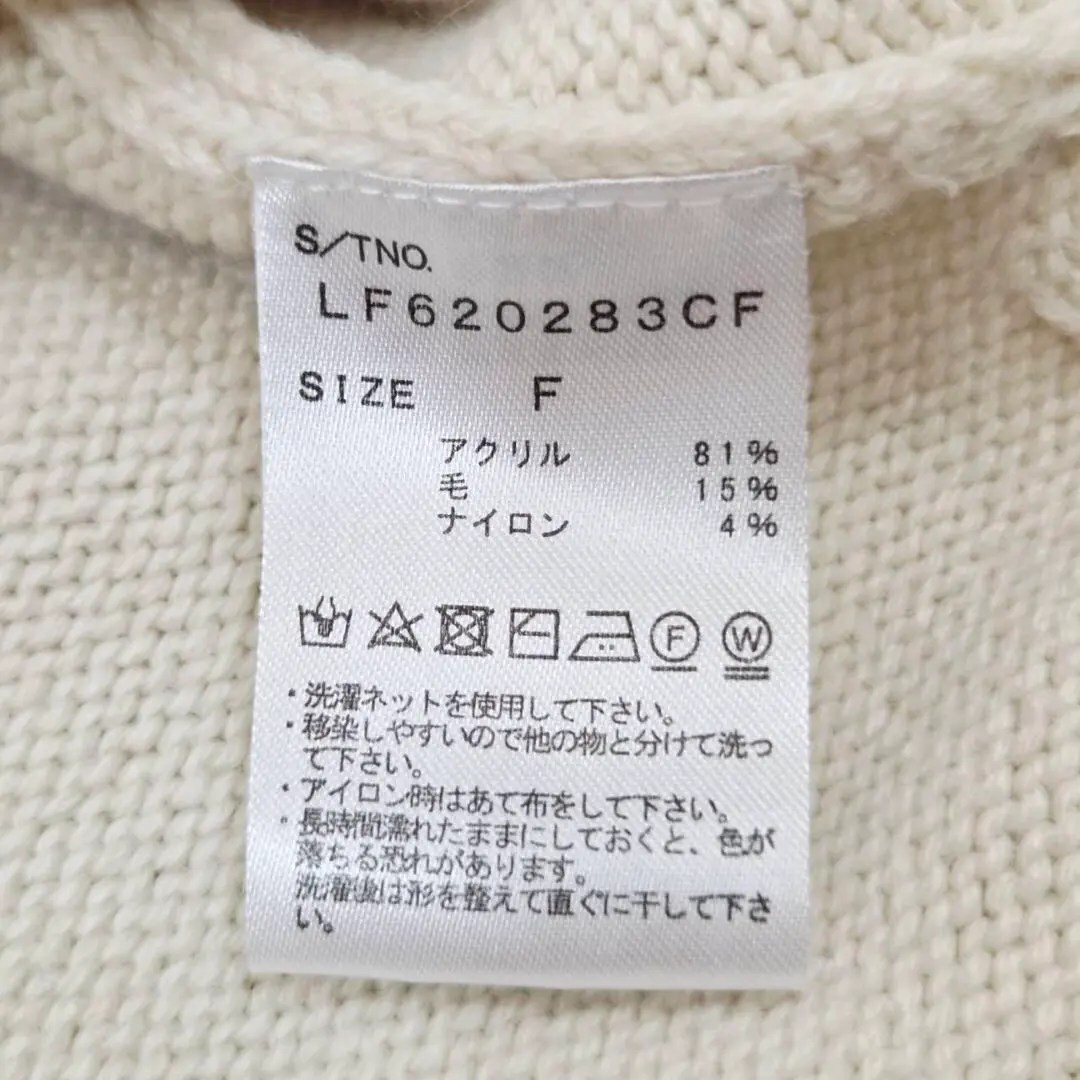 S/TNO.
LF620283CF
SIZE F
アクリル 81%
毛 15%
ナイロン 4%
F W
・洗濯ネットを使用して下さい。
・移染しやすいので他の物と分けて洗っ
て下さい。
・アイロン時はあて布をして下さい。
・長時間濡れたままにしておくと、色が
落ちる恐れがあります。
洗濯後は形を整えて直ぐに干して下さ
い。